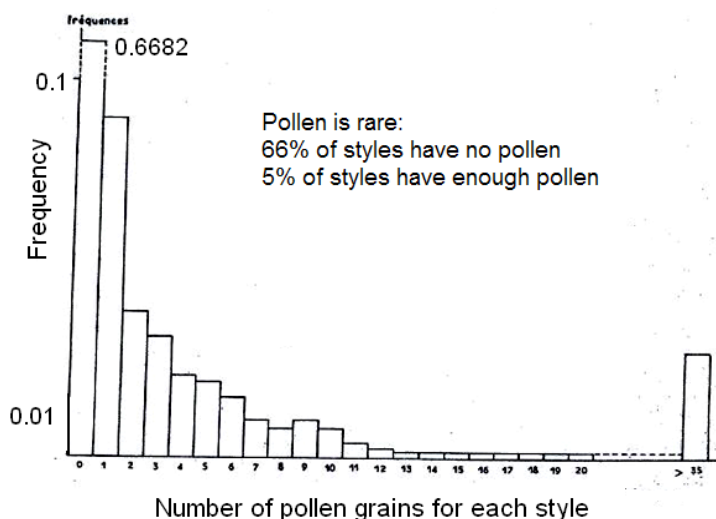 fréquences
0.6682
0.1
Pollen is rare:
66% of styles have no pollen
5% of styles have enough pollen
Frequency
0.01
0 1 2 3 4 5 6 7 8 9 10 11 12 13 14 15 16 17 18 19 20 > 35
Number of pollen grains for each style